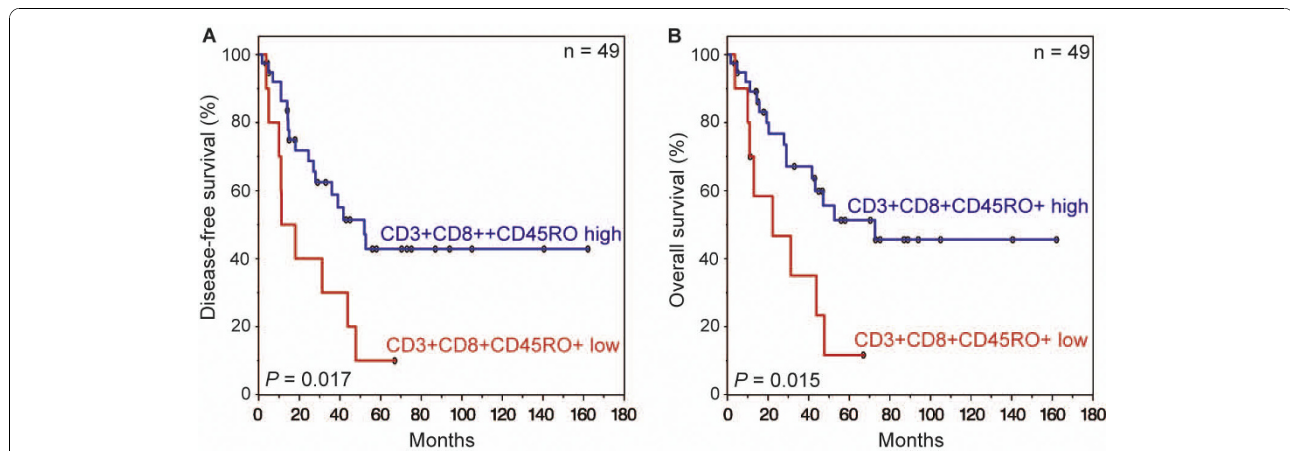 A
n = 49
100
80
60
40
20
0
Disease-free survival (%)
CD3+CD8++CD45RO high
CD3+CD8+CD45RO+ low
P = 0.017
0 20 40 60 80 100 120 140 160 180
Months
B
n = 49
100
80
60
40
20
0
Overall survival (%)
CD3+CD8+CD45RO+ high
CD3+CD8+CD45RO+ low
P = 0.015
0 20 40 60 80 100 120 140 160 180
Months